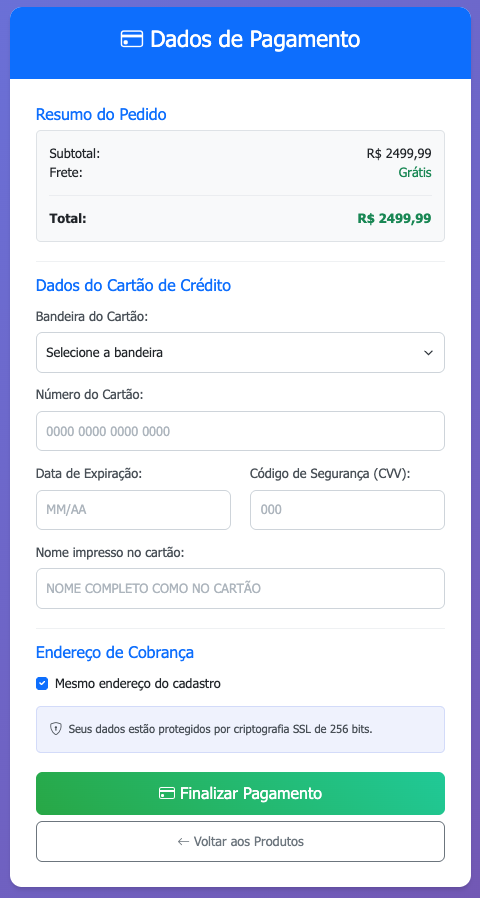 Dados de Pagamento
Resumo do Pedido
Subtotal: R$ 2499,99
Frete: Grátis
Total: R$ 2499,99
Dados do Cartão de Crédito
Bandeira do Cartão:
Selecione a bandeira
Número do Cartão:
0000 0000 0000 0000
Data de Expiração: Código de Segurança (CVV):
MM/AA 000
Nome impresso no cartão:
NOME COMPLETO COMO NO CARTÃO
Endereço de Cobrança
Mesmo endereço do cadastro
Seus dados estão protegidos por criptografia SSL de 256 bits.
Finalizar Pagamento
← Voltar aos Produtos